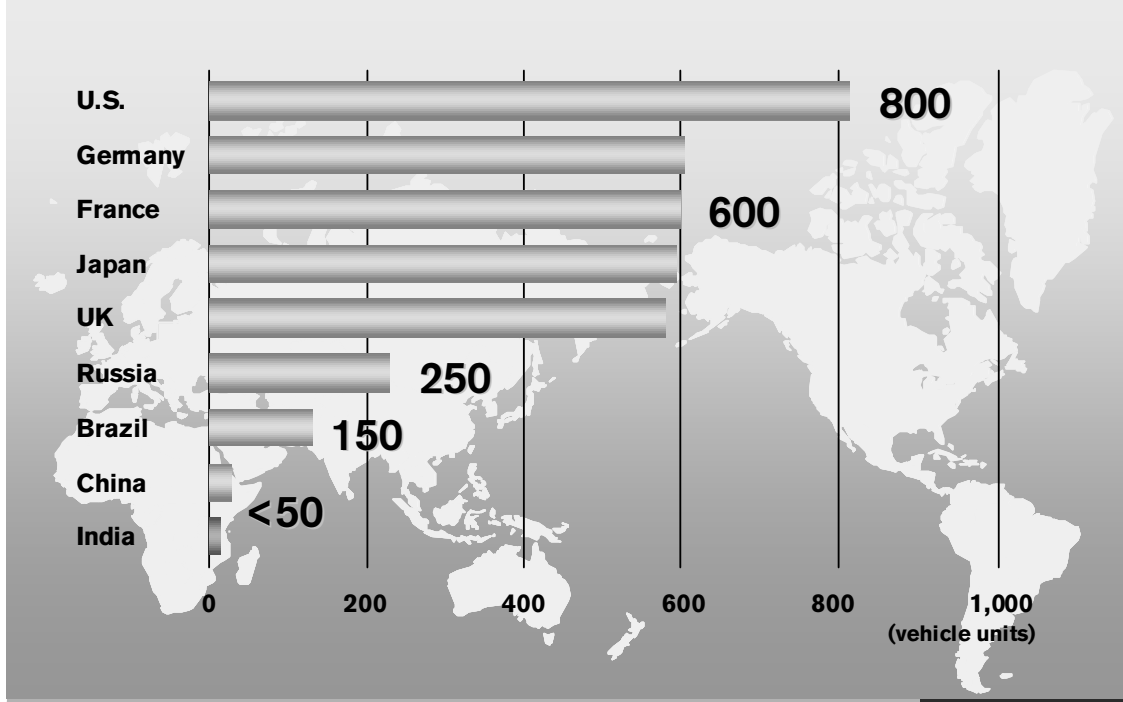 U.S.
800
Germany
France
600
Japan
UK
Russia
250
Brazil
150
China
<50
India
0 200 400 600 800 1,000
(vehicle units)